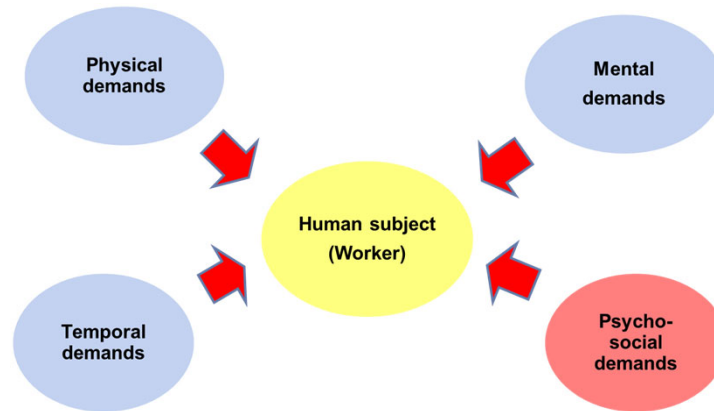 Physical
demands
Mental
demands
Human subject
(Worker)
Temporal
demands
Psycho-
social
demands